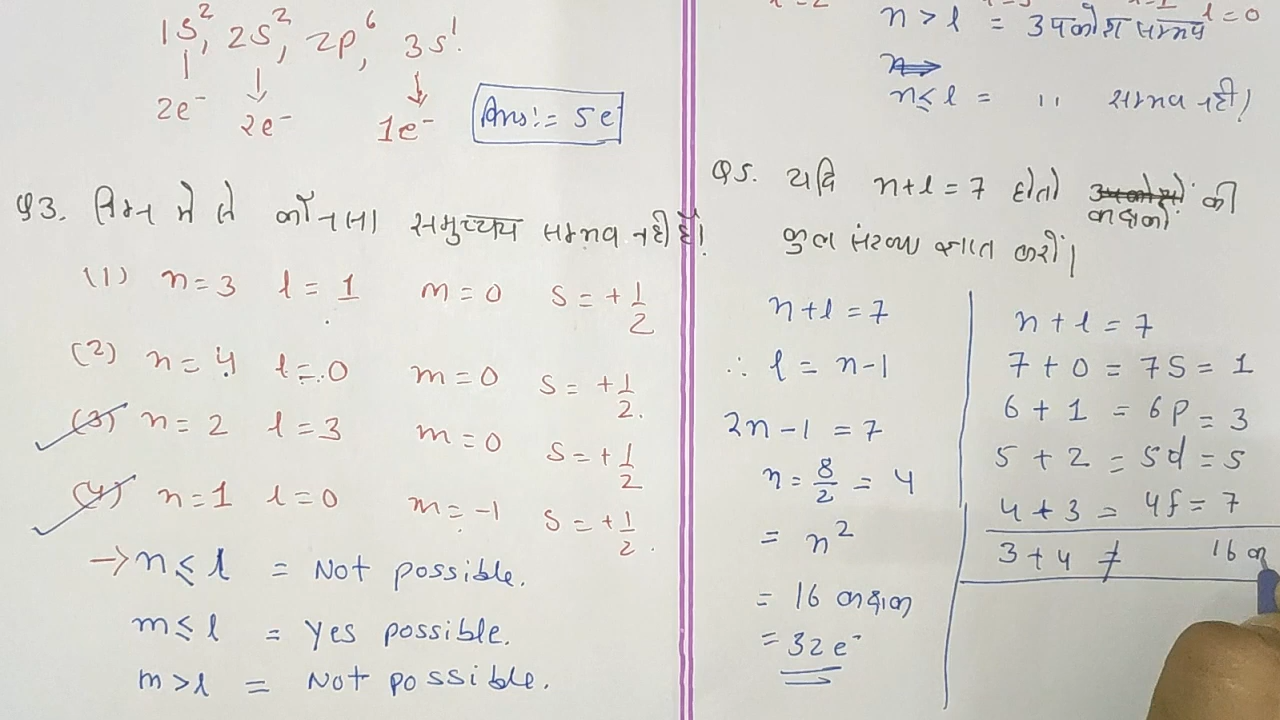 1s², 2s², 2p⁶, 3s¹.
2e⁻ 2e⁻ 1e⁻
Ans:= 5e
Q3. निम्न में से कौनसा समुच्चय सम्भव नहीं है।
(1) n=3 l=1 m=0 s=+1/2
(2) n=4 l=0 m=0 s=+1/2.
(3) n=2 l=3 m=0 s=+1/2
(4) n=1 l=0 m=-1 s=+1/2.
→ n≤l = Not possible.
m≤l = Yes possible.
m>l = Not possible.
l=0
n>l = उपकोश सम्भव
n≤l = ,, सम्भव नहीं।
Q5. यदि n+l=7 हो तो कक्षकों की
कुल संख्या ज्ञात करों।
n+l=7
∴ l=n-1
2n-1=7
n=8/2=4
= n²
= 16 कक्षक
= 32e⁻
n+l=7
7+0=7s=1
6+1=6p=3
5+2=5d=5
4+3=4f=7
3+4 ≠ 16 क